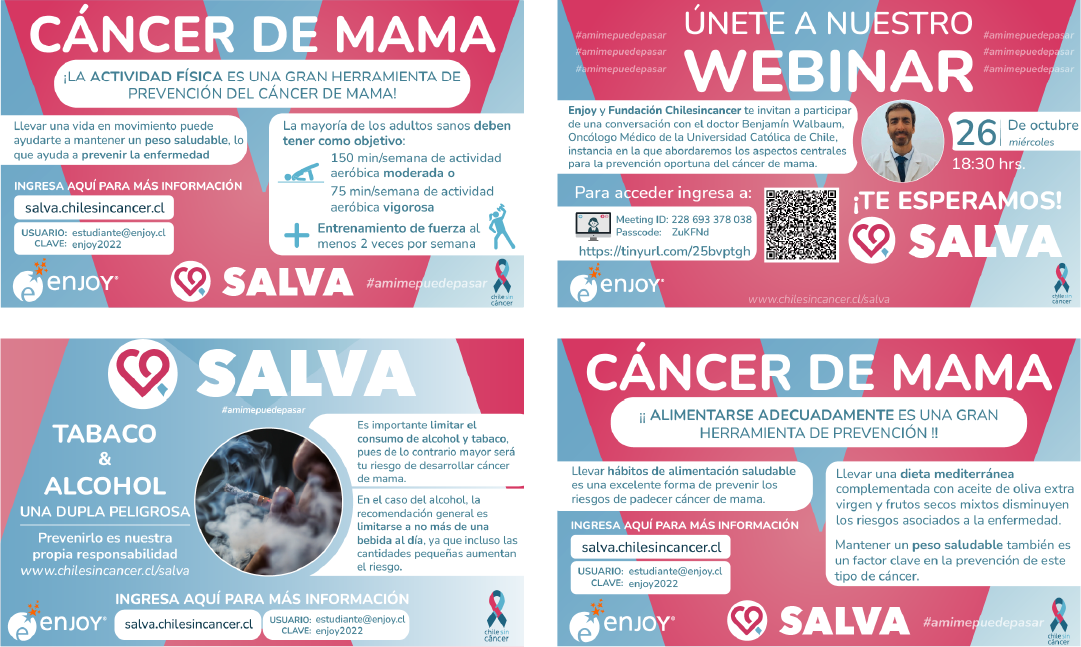 CÁNCER DE MAMA
¡LA ACTIVIDAD FÍSICA ES UNA GRAN HERRAMIENTA DE
PREVENCIÓN DEL CÁNCER DE MAMA!
Llevar una vida en movimiento puede
ayudarte a mantener un peso saludable, lo
que ayuda a prevenir la enfermedad
INGRESA AQUÍ PARA MÁS INFORMACIÓN
salva.chilesincancer.cl
USUARIO: estudiante@enjoy.cl
CLAVE: enjoy2022
La mayoría de los adultos sanos deben
tener como objetivo:
150 min/semana de actividad
aeróbica moderada o
75 min/semana de actividad
aeróbica vigorosa
Entrenamiento de fuerza al
menos 2 veces por semana
enjoy®
SALVA
#amimepuedepasar
chile sin
cáncer
ÚNETE A NUESTRO
WEBINAR
#amimepuedepasar
#amimepuedepasar
#amimepuedepasar
#amimepuedepasar
#amimepuedepasar
#amimepuedepasar
Enjoy y Fundación Chilesincancer te invitan a participar
de una conversación con el doctor Benjamín Walbaum,
Oncólogo Médico de la Universidad Católica de Chile,
instancia en la que abordaremos los aspectos centrales
para la prevención oportuna del cáncer de mama.
26
De octubre
miércoles
18:30 hrs.
Para acceder ingresa a:
Meeting ID: 228 693 378 038
Passcode: ZuKFNd
https://tinyurl.com/25bvptgh
¡TE ESPERAMOS!
SALVA
enjoy®
www.chilesincancer.cl/salva
chile sin
cáncer
SALVA
#amimepuedepasar
TABACO
&
ALCOHOL
UNA DUPLA PELIGROSA
Prevenirlo es nuestra
propia responsabilidad
www.chilesincancer.cl/salva
Es importante limitar el
consumo de alcohol y tabaco,
pues de lo contrario mayor será
tu riesgo de desarrollar cáncer
de mama.
En el caso del alcohol, la
recomendación general es
limitarse a no más de una
bebida al día, ya que incluso las
cantidades pequeñas aumentan
el riesgo.
INGRESA AQUÍ PARA MÁS INFORMACIÓN
enjoy®
salva.chilesincancer.cl
USUARIO: estudiante@enjoy.cl
CLAVE: enjoy2022
chile sin
cáncer
CÁNCER DE MAMA
¡¡ ALIMENTARSE ADECUADAMENTE ES UNA GRAN
HERRAMIENTA DE PREVENCIÓN !!
Llevar hábitos de alimentación saludable
es una excelente forma de prevenir los
riesgos de padecer cáncer de mama.
INGRESA AQUÍ PARA MÁS INFORMACIÓN
salva.chilesincancer.cl
USUARIO: estudiante@enjoy.cl
CLAVE: enjoy2022
Llevar una dieta mediterránea
complementada con aceite de oliva extra
virgen y frutos secos mixtos disminuyen
los riesgos asociados a la enfermedad.
Mantener un peso saludable también es
un factor clave en la prevención de este
tipo de cáncer.
enjoy®
SALVA
#amimepuedepasar
chile sin
cáncer